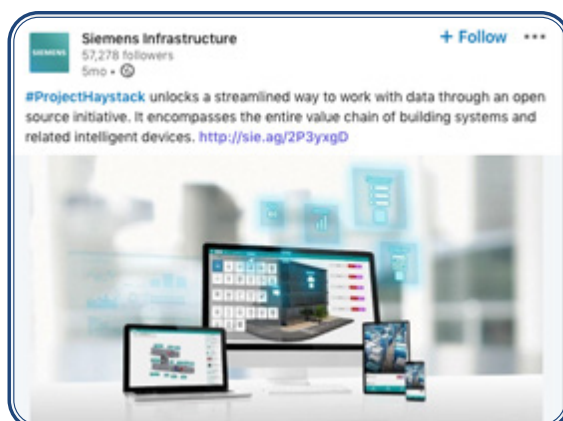 SIEMENS
Siemens Infrastructure
+ Follow
57,278 followers
5mo •
#ProjectHaystack unlocks a streamlined way to work with data through an open
source initiative. It encompasses the entire value chain of building systems and
related intelligent devices. http://sie.ag/2P3yxgD